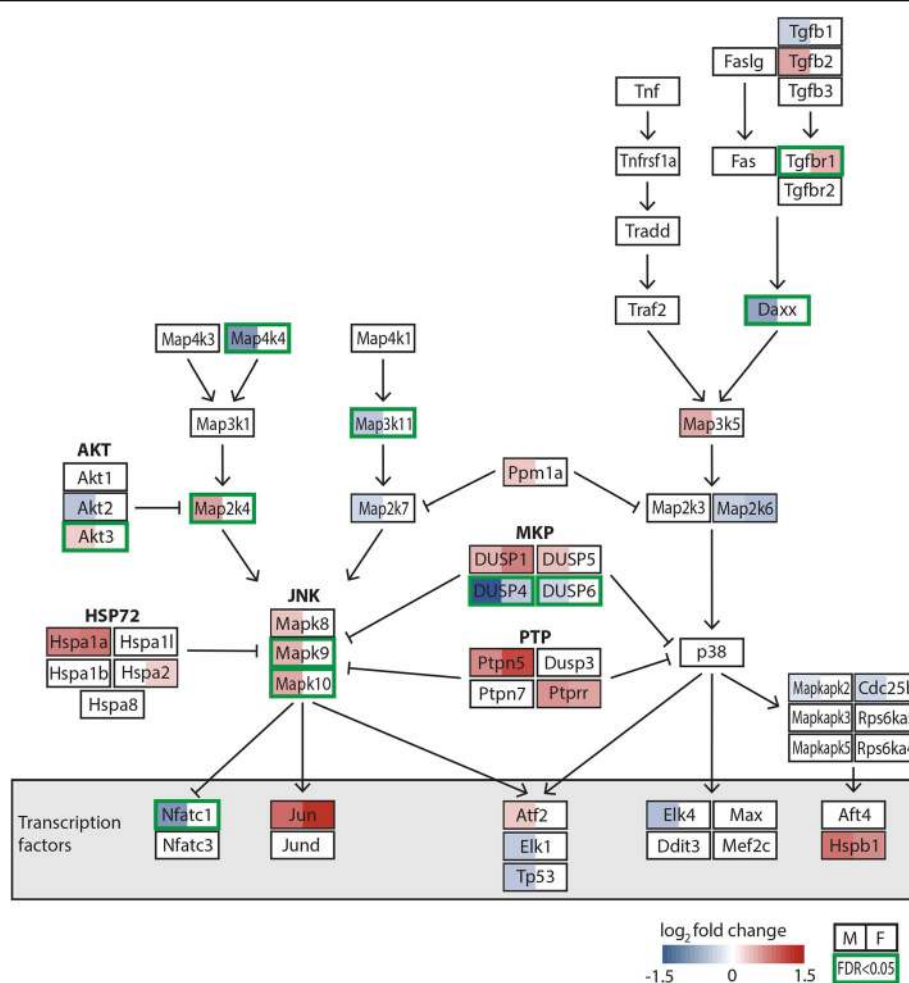 Tgfb1
Faslg Tgfb2
Tnf Tgfb3
Tnfrsf1a Fas Tgfbr1
Tgfbr2
Tradd
Traf2 Daxx
Map4k3 Map4k4 Map4k1
Map3k1 Map3k11 Map3k5
AKT
Akt1 Ppm1a
Akt2 Map2k4 Map2k7 Map2k3 Map2k6
Akt3
MKP
DUSP1 DUSP5
JNK DUSP4 DUSP6
HSP72 Mapk8
Hspa1a Hspa1l Mapk9 PTP
Hspa1b Hspa2 Mapk10 Ptpn5 Dusp3 p38
Hspa8 Ptpn7 Ptprr
Mapkapk2 Cdc25b
Mapkapk3 Rps6ka5
Mapkapk5 Rps6ka4
Transcription
factors
Nfatc1 Jun Atf2 Elk4 Max Aft4
Nfatc3 Jund Elk1 Ddit3 Mef2c Hspb1
Tp53
log2 fold change M F
-1.5 0 1.5 FDR<0.05